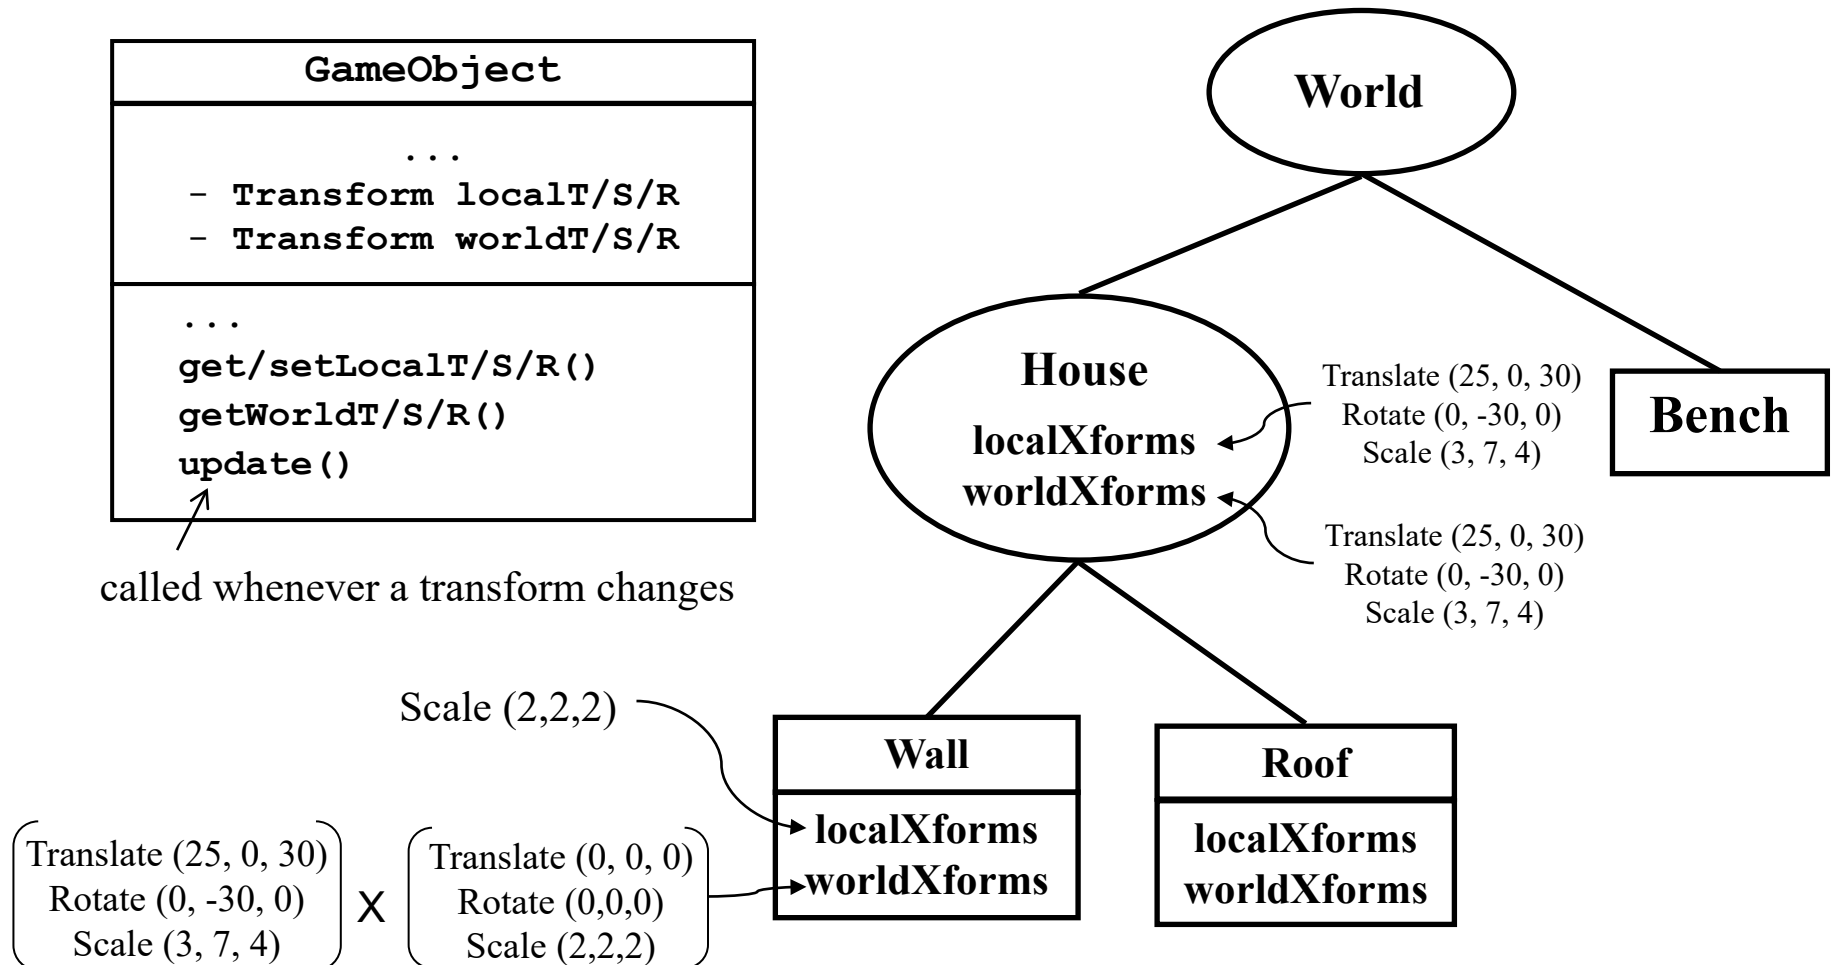 GameObject
...
- Transform localT/S/R
- Transform worldT/S/R
...
get/setLocalT/S/R()
getWorldT/S/R()
update()
called whenever a transform changes
World
House
localXforms
worldXforms
Translate (25, 0, 30)
Rotate (0, -30, 0)
Scale (3, 7, 4)
Translate (25, 0, 30)
Rotate (0, -30, 0)
Scale (3, 7, 4)
Bench
Scale (2,2,2)
Wall
localXforms
worldXforms
Roof
localXforms
worldXforms
Translate (25, 0, 30)
Rotate (0, -30, 0)
Scale (3, 7, 4)
X
Translate (0, 0, 0)
Rotate (0,0,0)
Scale (2,2,2)